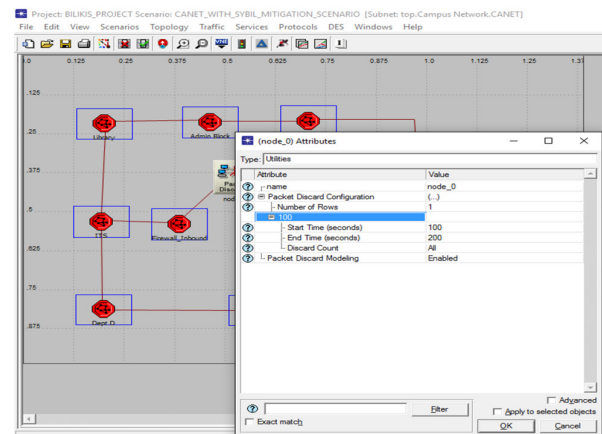 Project: BILIKIS_PROJECT Scenario: CANET_WITH_SYBIL_MITIGATION_SCENARIO [Subnet: top.Campus Network.CANET]
File Edit View Scenarios Topology Traffic Services Protocols DES Windows Help
0.125 0.25 0.375 0.5 0.625 0.75 0.875 1.0 1.125 1.25
.125
Library Admin Block
.25
(node_0) Attributes
Type: Utilities
Attribute Value
name node_0
Packet Discard Configuration (...)
Number of Rows 1
100
Start Time (seconds) 100
End Time (seconds) 200
Discard Count All
Packet Discard Modeling Enabled
.375
.5
ITS Firewall_Inbound
.625
.75
Dept D
.875
Filter
Advanced
Exact match
Apply to selected objects
OK Cancel